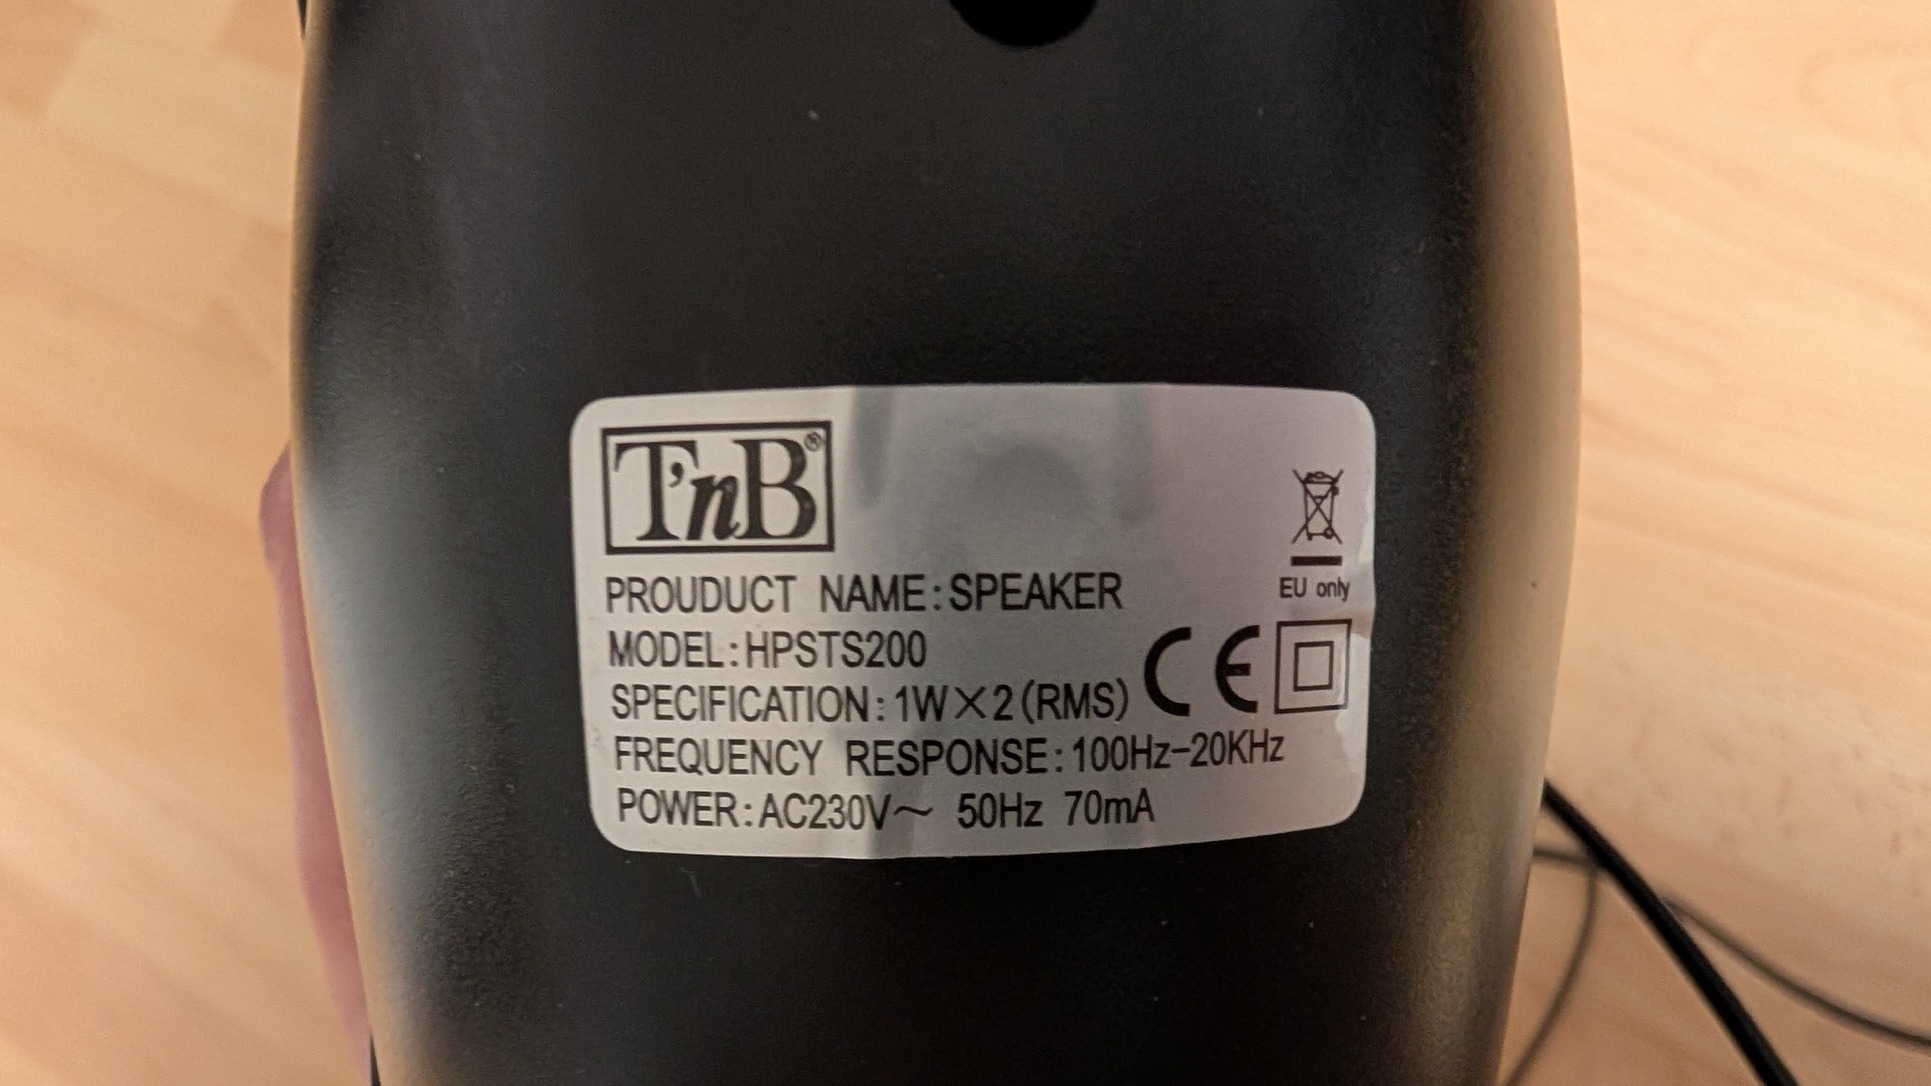 T'nB®
PROUDUCT NAME:SPEAKER
MODEL:HPSTS200
SPECIFICATION:1W×2(RMS)
FREQUENCY RESPONSE:100Hz-20KHz
POWER:AC230V~ 50Hz 70mA
EU only
CE